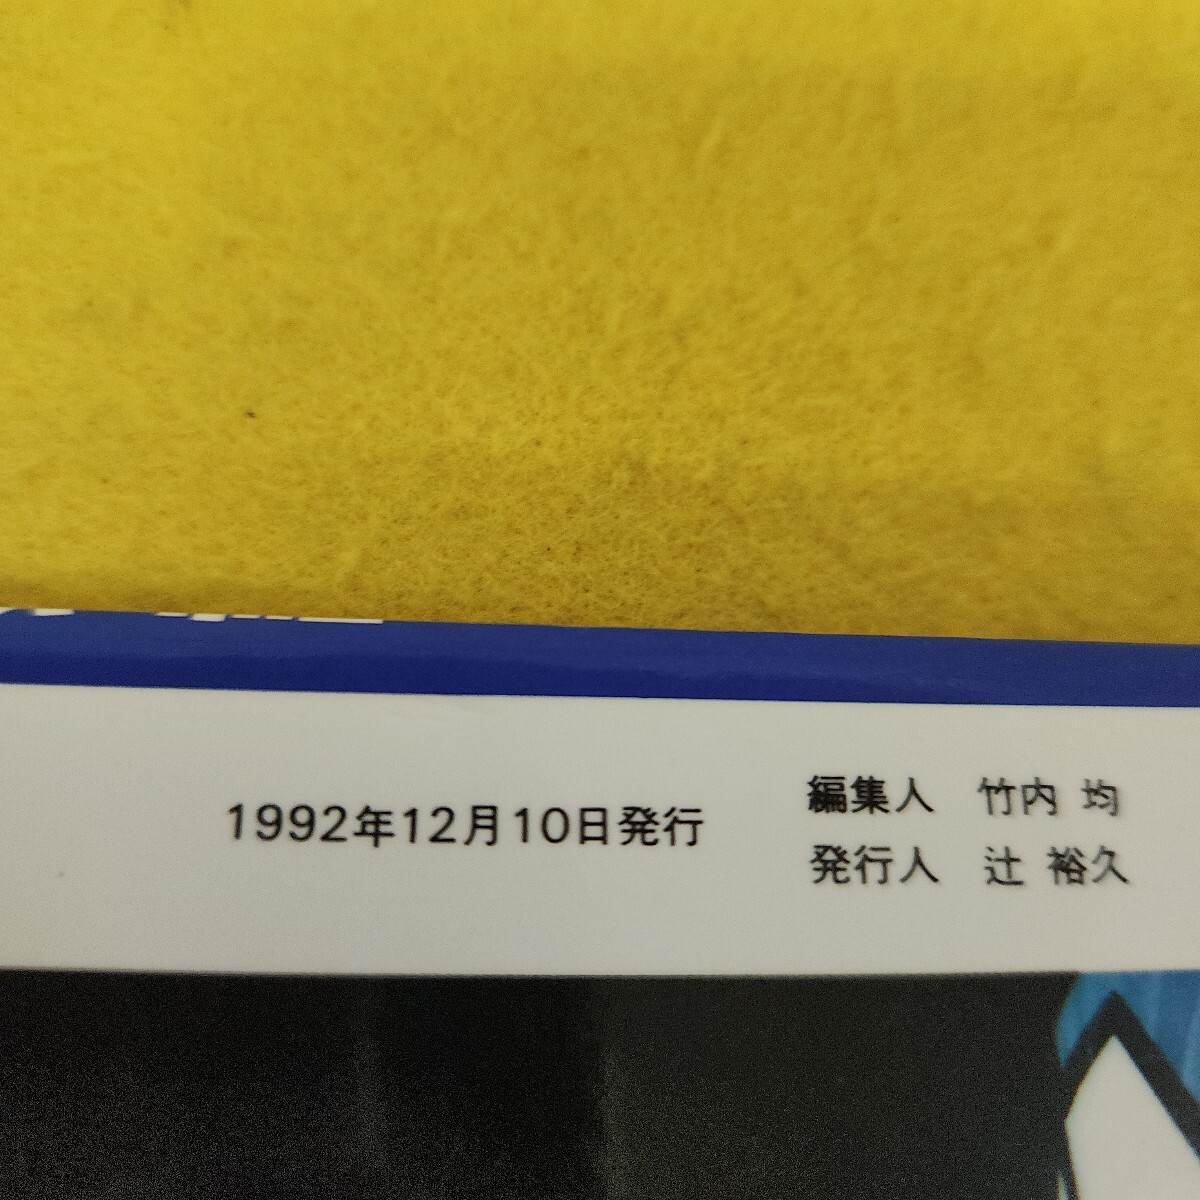 1992年12月10日発行
編集人 竹内 均
発行人 辻 裕久